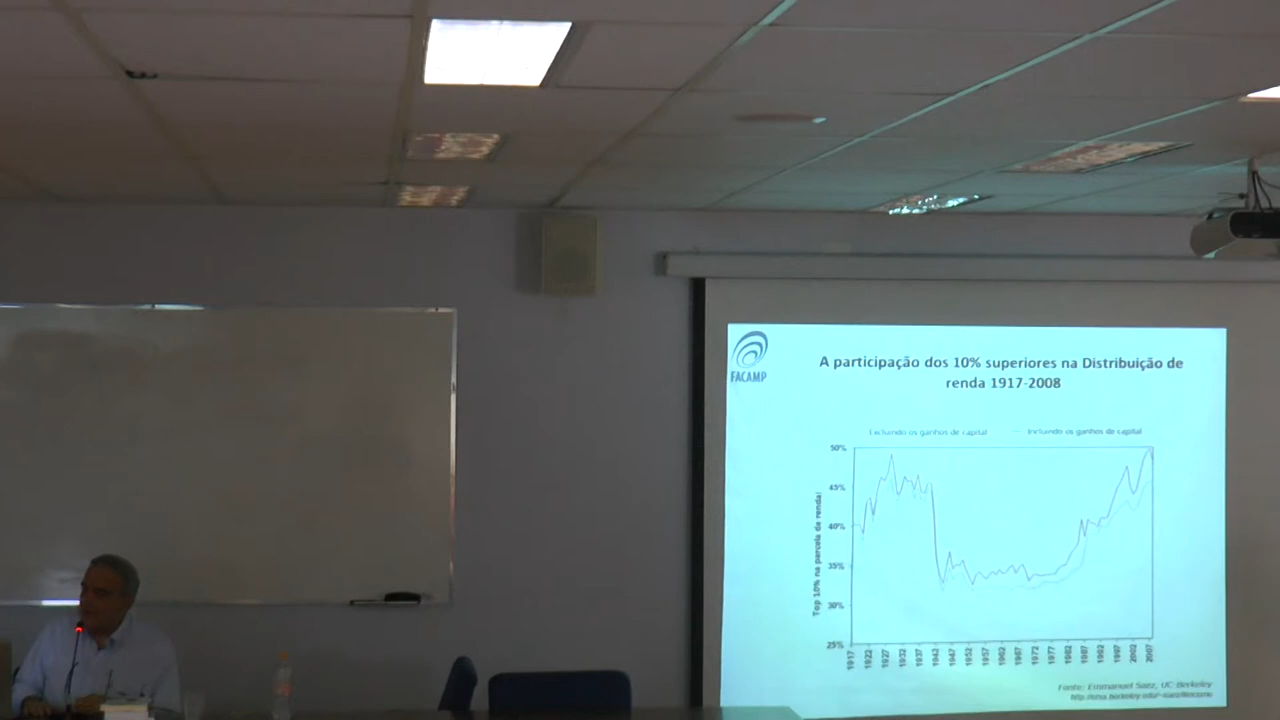 FACAMP
A participação dos 10% superiores na Distribuição de
renda 1917-2008
Excluindo os ganhos de capital
Incluindo os ganhos de capital
50%
45%
40%
35%
30%
25%
Top 10% na parcela da renda
1917 1922 1927 1932 1937 1942 1947 1952 1957 1962 1967 1972 1977 1982 1987 1992 1997 2002 2007
Fonte: Emmanuel Saez, UC-Berkeley